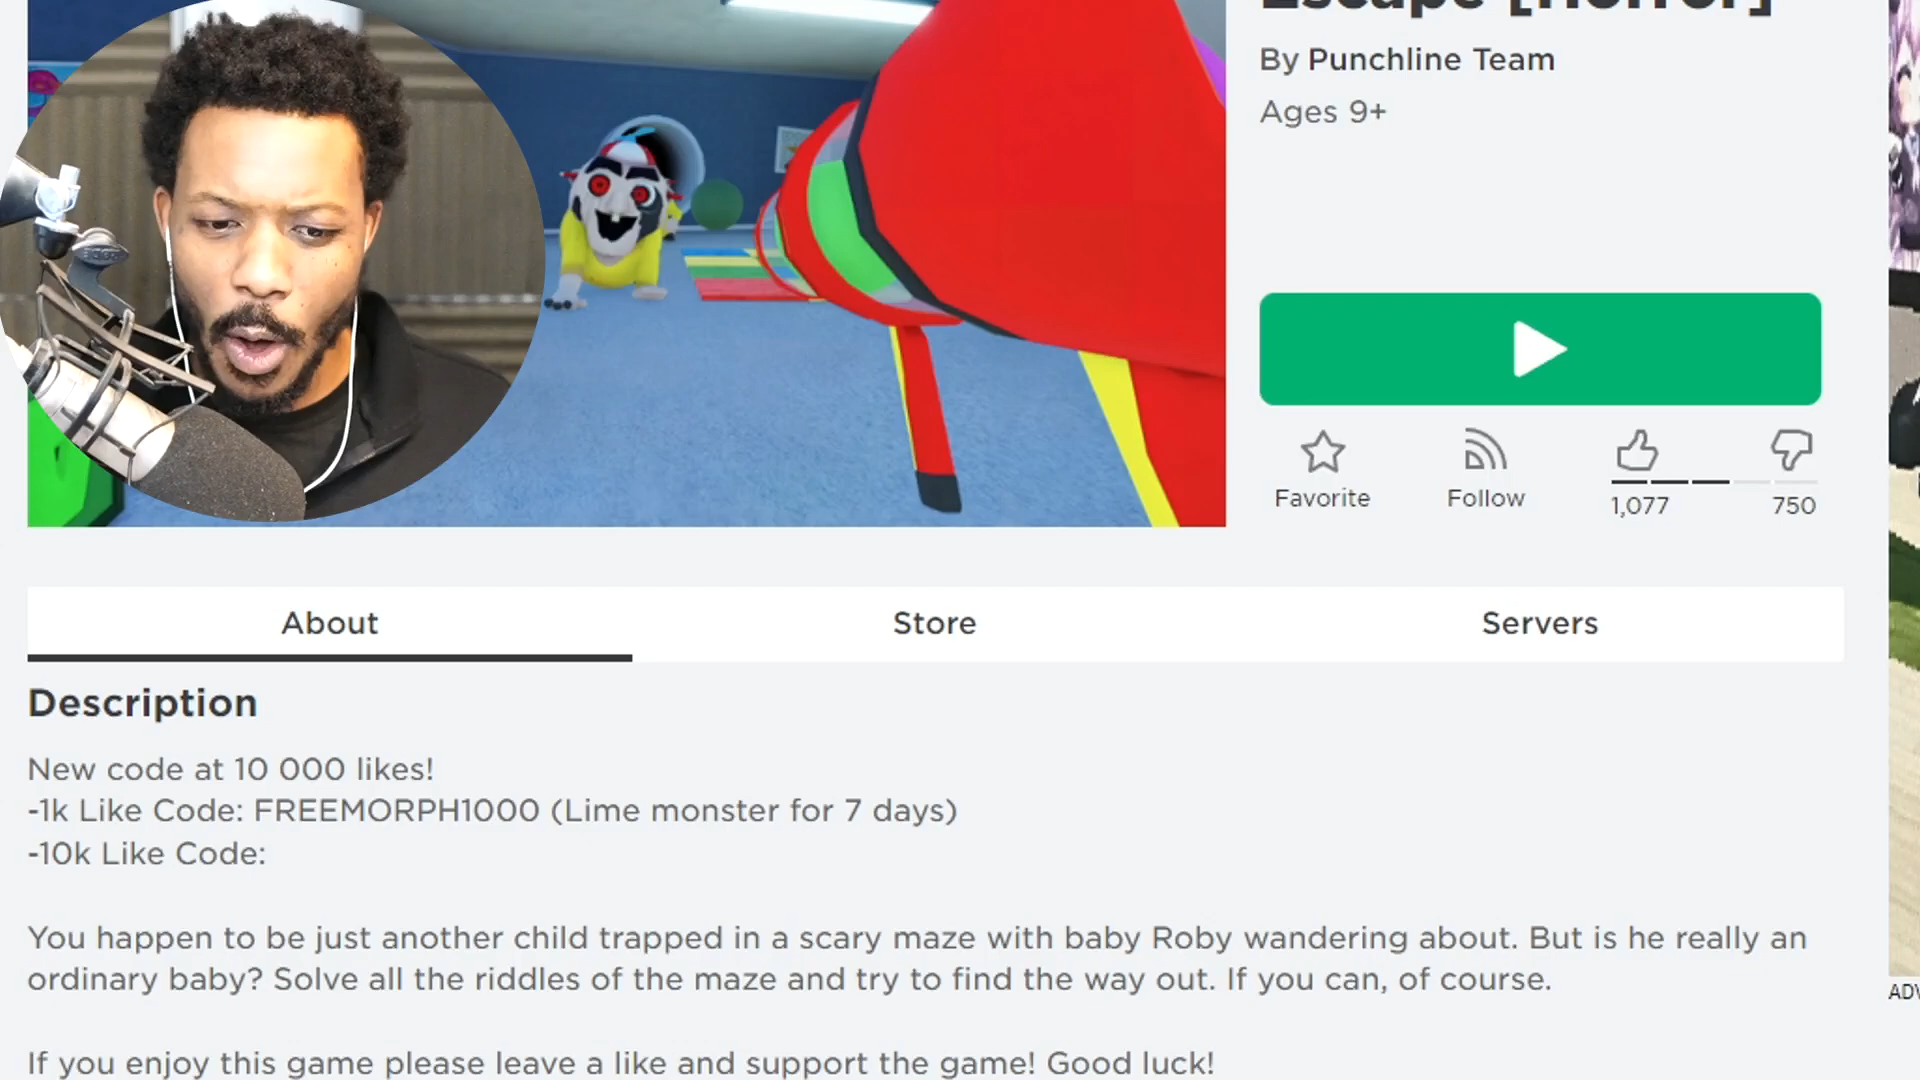 Escape [Horror]
By Punchline Team
Ages 9+
Favorite
Follow
1,077
750
About
Store
Servers
Description
New code at 10 000 likes!
-1k Like Code: FREEMORPH1000 (Lime monster for 7 days)
-10k Like Code:
You happen to be just another child trapped in a scary maze with baby Roby wandering about. But is he really an
ordinary baby? Solve all the riddles of the maze and try to find the way out. If you can, of course.
If you enjoy this game please leave a like and support the game! Good luck!